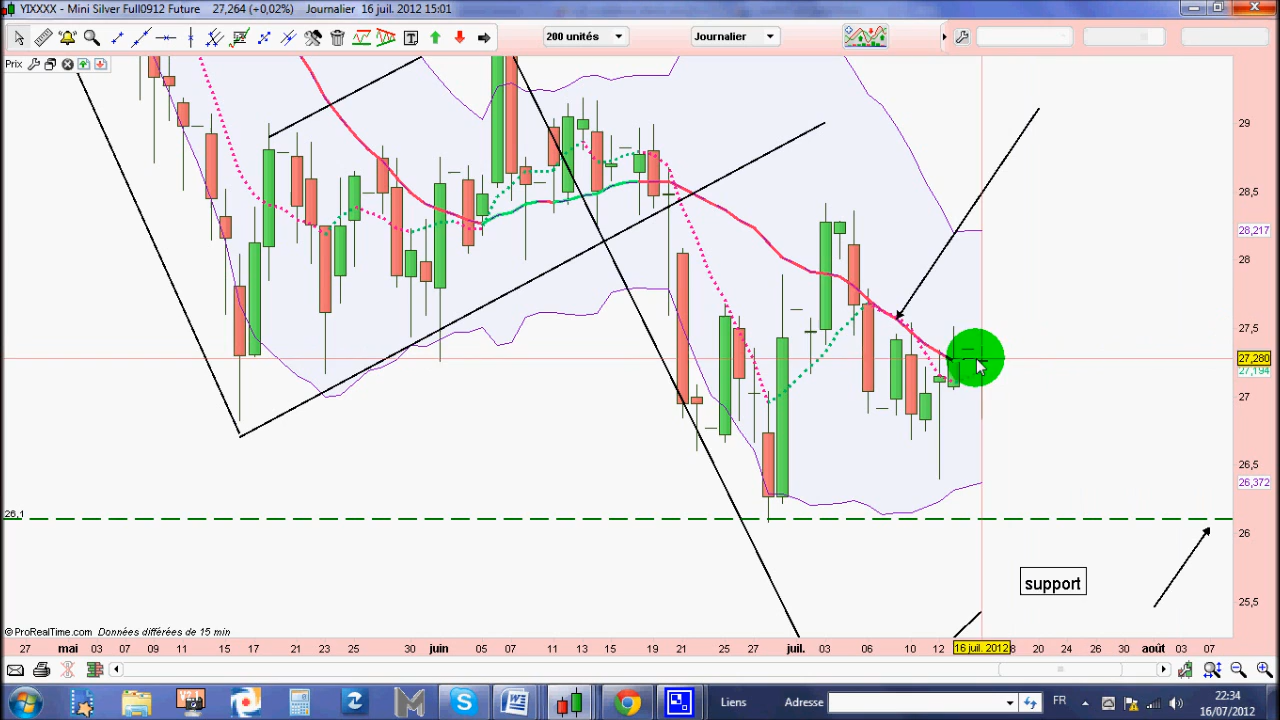 YIXXXX - Mini Silver Full0912 Future 27,264 (+0,02%) Journalier 16 juil. 2012 15:01
200 unités Journalier
Prix
29
28,5
28,217
28
27,5
27,280
27,194
27
26,5
26,372
26,1
26
support
25,5
© ProRealTime.com Données différées de 15 min
27 mai 03 07 09 11 15 17 21 23 25 30 juin 05 07 11 13 15 19 21 25 27 juil. 03 06 10 12 16 juil. 2012 8 20 24 26 30 août 03 07
Liens Adresse FR 22:34
16/07/2012